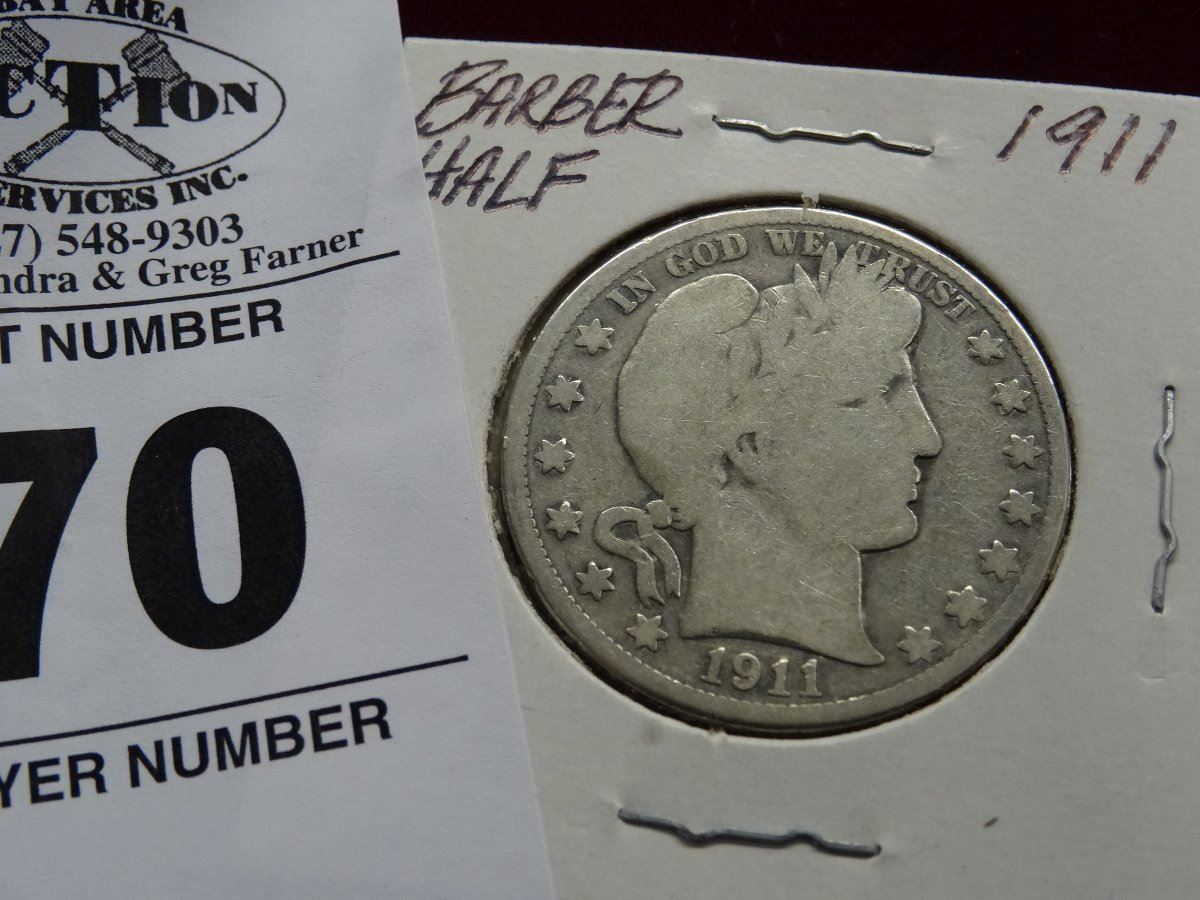 BAY AREA
CTION
SERVICES INC.
7) 548-9303
ndra & Greg Farner
T NUMBER
70
YER NUMBER
BARBER
HALF
1911
IN GOD WE TRUST
1911